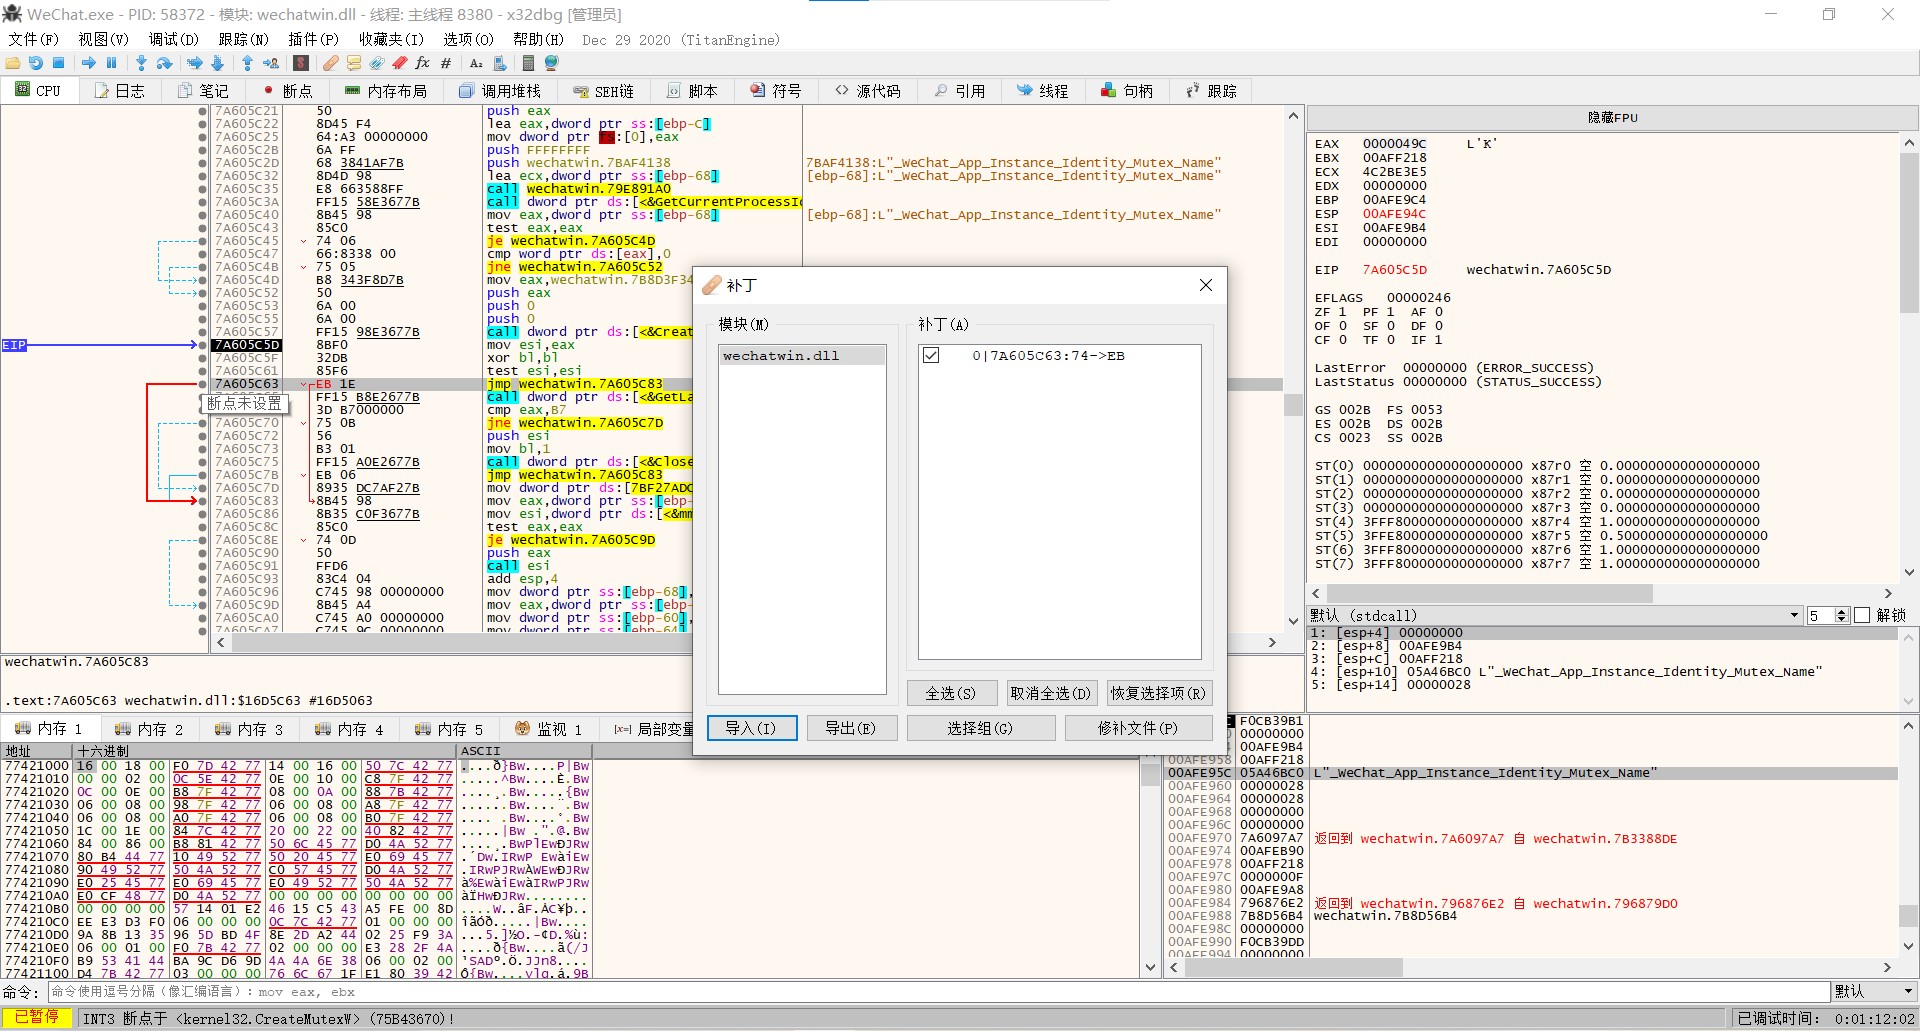 WeChat.exe - PID: 58372 - 模块: wechatwin.dll - 线程: 主线程 8380 - x32dbg [管理员]
文件(F) 视图(V) 调试(D) 跟踪(N) 插件(P) 收藏夹(I) 选项(O) 帮助(H) Dec 29 2020 (TitanEngine)
CPU 日志 笔记 断点 内存布局 调用堆栈 SEH链 脚本 符号 源代码 引用 线程 句柄 跟踪
7A605C21 50 push eax
7A605C22 8D45 F4 lea eax,dword ptr ss:[ebp-C]
7A605C25 64:A3 00000000 mov dword ptr fs:[0],eax
7A605C2B 6A FF push FFFFFFFF
7A605C2D 68 3841AF7B push wechatwin.7BAF4138 7BAF4138:L"_WeChat_App_Instance_Identity_Mutex_Name"
7A605C32 8D4D 98 lea ecx,dword ptr ss:[ebp-68] [ebp-68]:L"_WeChat_App_Instance_Identity_Mutex_Name"
7A605C35 E8 663588FF call wechatwin.79E891A0
7A605C3A FF15 58E3677B call dword ptr ds:[<&GetCurrentProcessId
7A605C40 8B45 98 mov eax,dword ptr ss:[ebp-68] [ebp-68]:L"_WeChat_App_Instance_Identity_Mutex_Name"
7A605C43 85C0 test eax,eax
7A605C45 74 06 je wechatwin.7A605C4D
7A605C47 66:8338 00 cmp word ptr ds:[eax],0
7A605C4B 75 05 jne wechatwin.7A605C52
7A605C4D B8 343F8D7B mov eax,wechatwin.7B8D3F34
7A605C52 50 push eax
7A605C53 6A 00 push 0
7A605C55 6A 00 push 0
7A605C57 FF15 98E3677B call dword ptr ds:[<&Creat
EIP 7A605C5D 8BF0 mov esi,eax
7A605C5F 32DB xor bl,bl
7A605C61 85F6 test esi,esi
7A605C63 EB 1E jmp wechatwin.7A605C83
断点未设置 FF15 B8E2677B call dword ptr ds:[<&GetLa
3D B7000000 cmp eax,B7
7A605C70 75 0B jne wechatwin.7A605C7D
7A605C72 56 push esi
7A605C73 B3 01 mov bl,1
7A605C75 FF15 A0E2677B call dword ptr ds:[<&Close
7A605C7B EB 06 jmp wechatwin.7A605C83
7A605C7D 8935 DC7AF27B mov dword ptr ds:[7BF27ADC
7A605C83 8B45 98 mov eax,dword ptr ss:[ebp-
7A605C86 8B35 C0F3677B mov esi,dword ptr ds:[<&mm
7A605C8C 85C0 test eax,eax
7A605C8E 74 0D je wechatwin.7A605C9D
7A605C90 50 push eax
7A605C91 FFD6 call esi
7A605C93 83C4 04 add esp,4
7A605C96 C745 98 00000000 mov dword ptr ss:[ebp-68],
7A605C9D 8B45 A4 mov eax,dword ptr ss:[ebp-
7A605CA0 C745 A0 00000000 mov dword ptr ss:[ebp-60],
7A605CA7 C745 9C 00000000 mov dword ptr ss:[ebp-64]
wechatwin.7A605C83
.text:7A605C63 wechatwin.dll:$16D5C63 #16D5063
补丁
模块(M) 补丁(A)
wechatwin.dll 0|7A605C63:74->EB
全选(S) 取消全选(D) 恢复选择项(R)
导入(I) 导出(E) 选择组(G) 修补文件(P)
隐藏FPU
EAX 0000049C L'Ҝ'
EBX 00AFF218
ECX 4C2BE3E5
EDX 00000000
EBP 00AFE9C4
ESP 00AFE94C
ESI 00AFE9B4
EDI 00000000
EIP 7A605C5D wechatwin.7A605C5D
EFLAGS 00000246
ZF 1 PF 1 AF 0
OF 0 SF 0 DF 0
CF 0 TF 0 IF 1
LastError 00000000 (ERROR_SUCCESS)
LastStatus 00000000 (STATUS_SUCCESS)
GS 002B FS 0053
ES 002B DS 002B
CS 0023 SS 002B
ST(0) 00000000000000000000 x87r0 空 0.000000000000000000
ST(1) 00000000000000000000 x87r1 空 0.000000000000000000
ST(2) 00000000000000000000 x87r2 空 0.000000000000000000
ST(3) 00000000000000000000 x87r3 空 0.000000000000000000
ST(4) 3FFF8000000000000000 x87r4 空 1.000000000000000000
ST(5) 3FFE8000000000000000 x87r5 空 0.5000000000000000000
ST(6) 3FFF8000000000000000 x87r6 空 1.000000000000000000
ST(7) 3FFF8000000000000000 x87r7 空 1.000000000000000000
默认 (stdcall) 5 解锁
1: [esp+4] 00000000
2: [esp+8] 00AFE9B4
3: [esp+C] 00AFF218
4: [esp+10] 05A46BC0 L"_WeChat_App_Instance_Identity_Mutex_Name"
5: [esp+14] 00000028
内存 1 内存 2 内存 3 内存 4 内存 5 监视 1 [x=] 局部变量
地址 十六进制 ASCII
77421000 16 00 18 00 F0 7D 42 77 14 00 16 00 50 7C 42 77 ....ð}Bw....P|Bw
77421010 00 00 02 00 0C 5E 42 77 0E 00 10 00 C8 7F 42 77 .....^Bw....È.Bw
77421020 0C 00 0E 00 B8 7F 42 77 08 00 0A 00 88 7B 42 77
77421030 06 00 08 00 98 7F 42 77 06 00 08 00 A8 7F 42 77
77421040 06 00 08 00 A0 7F 42 77 06 00 08 00 B0 7F 42 77
77421050 1C 00 1E 00 84 7C 42 77 20 00 22 00 40 82 42 77 .....|Bw .".@.Bw
77421060 84 00 86 00 B8 81 42 77 50 6C 45 77 D0 4A 52 77
77421070 80 B4 44 77 10 49 52 77 50 20 45 77 E0 69 45 77
77421080 90 49 52 77 50 4A 52 77 C0 57 45 77 D0 4A 52 77 .IRwPJRwÀWEwÐJRw
77421090 E0 25 45 77 E0 69 45 77 E0 49 52 77 50 4A 52 77 à%EwàiEwàIRwPJRw
774210A0 E0 CF 48 77 D0 4A 52 77 00 00 00 00 00 00 00 00 àÏHwÐJRw........
774210B0 00 00 00 00 57 14 01 E2 46 15 C5 43 A5 FE 00 8D ....W..âF.ÅC¥þ..
774210C0 EE E3 D3 F0 06 00 00 00 0C 7C 42 77 01 00 00 00 îãÓð.....|Bw....
774210D0 9A 8B 13 35 96 5D BD 4F 8E 2D A2 44 02 25 F9 3A ...5.]½O.-¢D.%ù:
774210E0 06 00 01 00 F0 7B 42 77 02 00 00 00 E3 28 2F 4A ....ð{Bw....ã(/J
774210F0 B9 53 41 44 BA 9C D6 9D 4A 4A 6E 38 06 00 02 00 ¹SADº.Ö.JJn8....
77421100 D4 7B 42 77 03 00 00 00 76 6C 67 1F E1 80 39 42 Ô{Bw....vlg.á.9B
F0CB39B1
00000000
00AFE9B4
00AFE958 00AFF218
00AFE95C 05A46BC0 L"_WeChat_App_Instance_Identity_Mutex_Name"
00AFE960 00000028
00AFE964 00000028
00AFE968 00000000
00AFE96C 00000000
00AFE970 7A6097A7 返回到 wechatwin.7A6097A7 自 wechatwin.7B3388DE
00AFE974 00AFEB90
00AFE978 00AFF218
00AFE97C 0000000F
00AFE980 00AFE9A8
00AFE984 796876E2 返回到 wechatwin.796876E2 自 wechatwin.796879D0
00AFE988 7B8D56B4 wechatwin.7B8D56B4
00AFE98C 00000000
00AFE990 F0CB39DD
00AFE994 00000000
命令: 命令使用逗号分隔（像汇编语言）: mov eax, ebx 默认
已暂停 INT3 断点于 <kernel32.CreateMutexW> (75B43670)! 已调试时间: 0:01:12:02